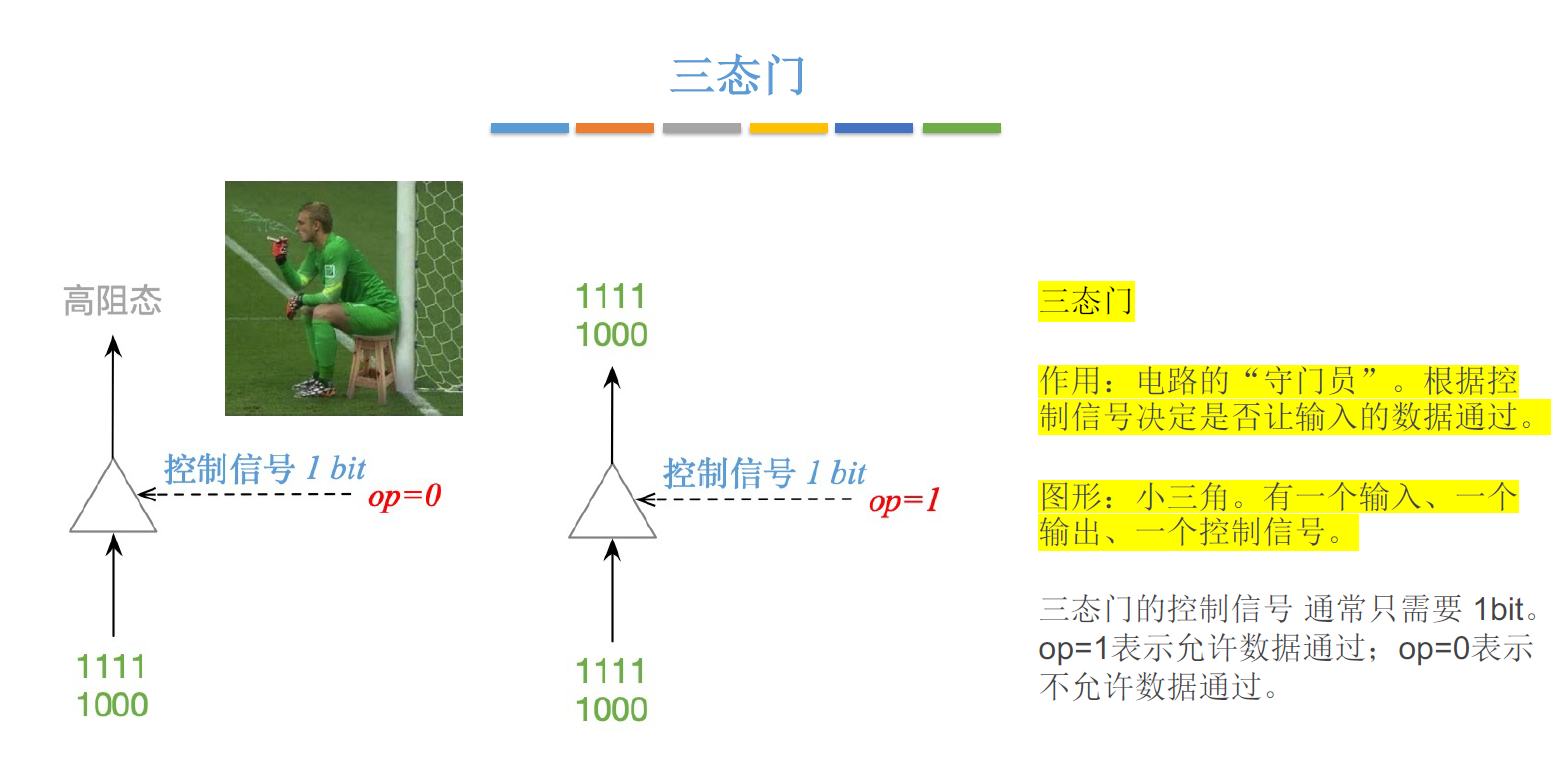 三态门
高阻态
控制信号 1 bit
op=0
1111
1000
1111
1000
控制信号 1 bit
op=1
1111
1000
三态门
作用：电路的“守门员”。根据控
制信号决定是否让输入的数据通过。
图形：小三角。有一个输入、一个
输出、一个控制信号。
三态门的控制信号 通常只需要 1bit。
op=1表示允许数据通过；op=0表示
不允许数据通过。